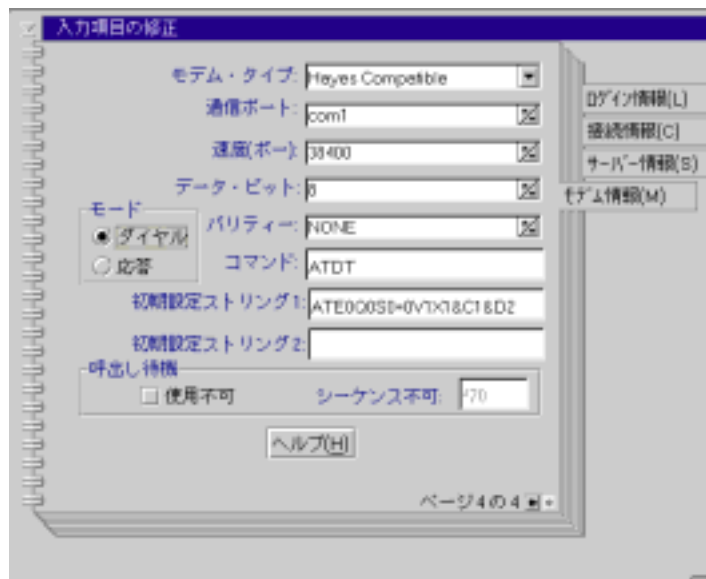 入力項目の修正
モデム・タイプ: Hayes Compatible
通信ポート: com1
速度(ボー): 38400
データ・ビット: 8
モード
ダイヤル
応答
パリティー: NONE
コマンド: ATDT
初期設定ストリング1: ATE0Q0S0=0V1X1&C1&D2
初期設定ストリング2:
呼出し待機
使用不可
シーケンス不可: *70
ヘルプ(H)
ページ4の4
ログイン情報(L)
接続情報(C)
サーバー情報(S)
モデム情報(M)